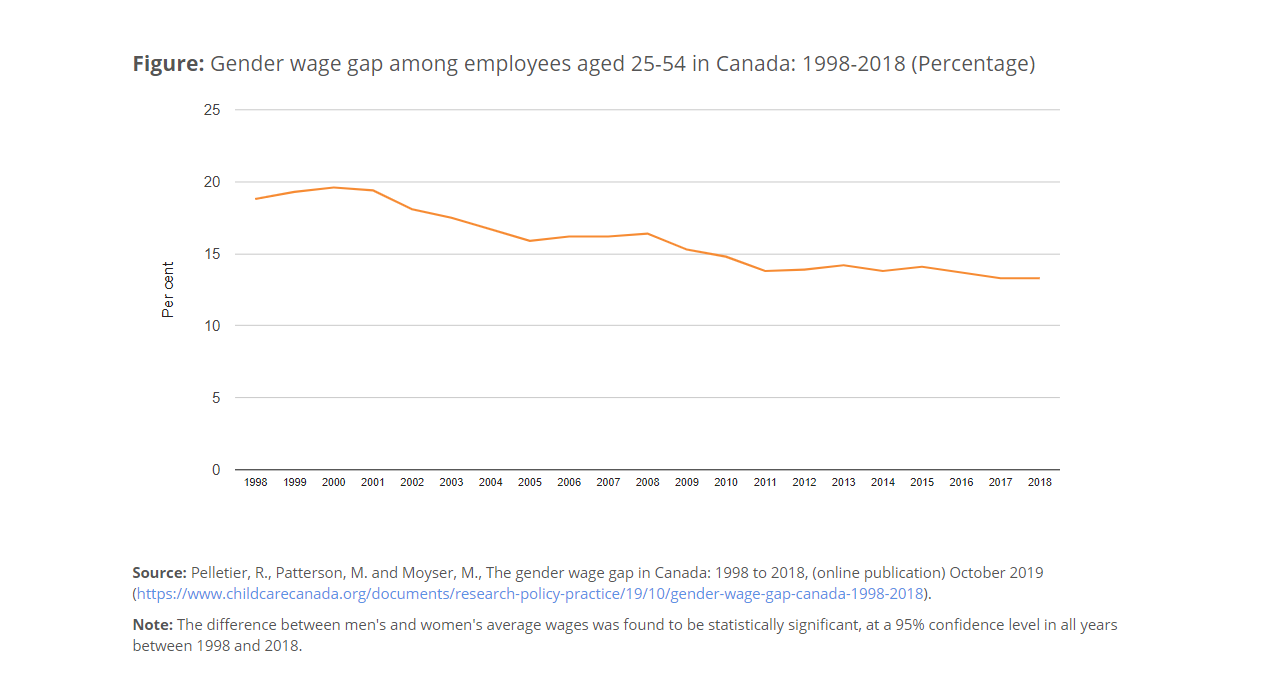 Figure: Gender wage gap among employees aged 25-54 in Canada: 1998-2018 (Percentage)
25
20
15
10
5
0
Per cent
1998 1999 2000 2001 2002 2003 2004 2005 2006 2007 2008 2009 2010 2011 2012 2013 2014 2015 2016 2017 2018
Source: Pelletier, R., Patterson, M. and Moyser, M., The gender wage gap in Canada: 1998 to 2018, (online publication) October 2019
(https://www.childcarecanada.org/documents/research-policy-practice/19/10/gender-wage-gap-canada-1998-2018).
Note: The difference between men's and women's average wages was found to be statistically significant, at a 95% confidence level in all years
between 1998 and 2018.